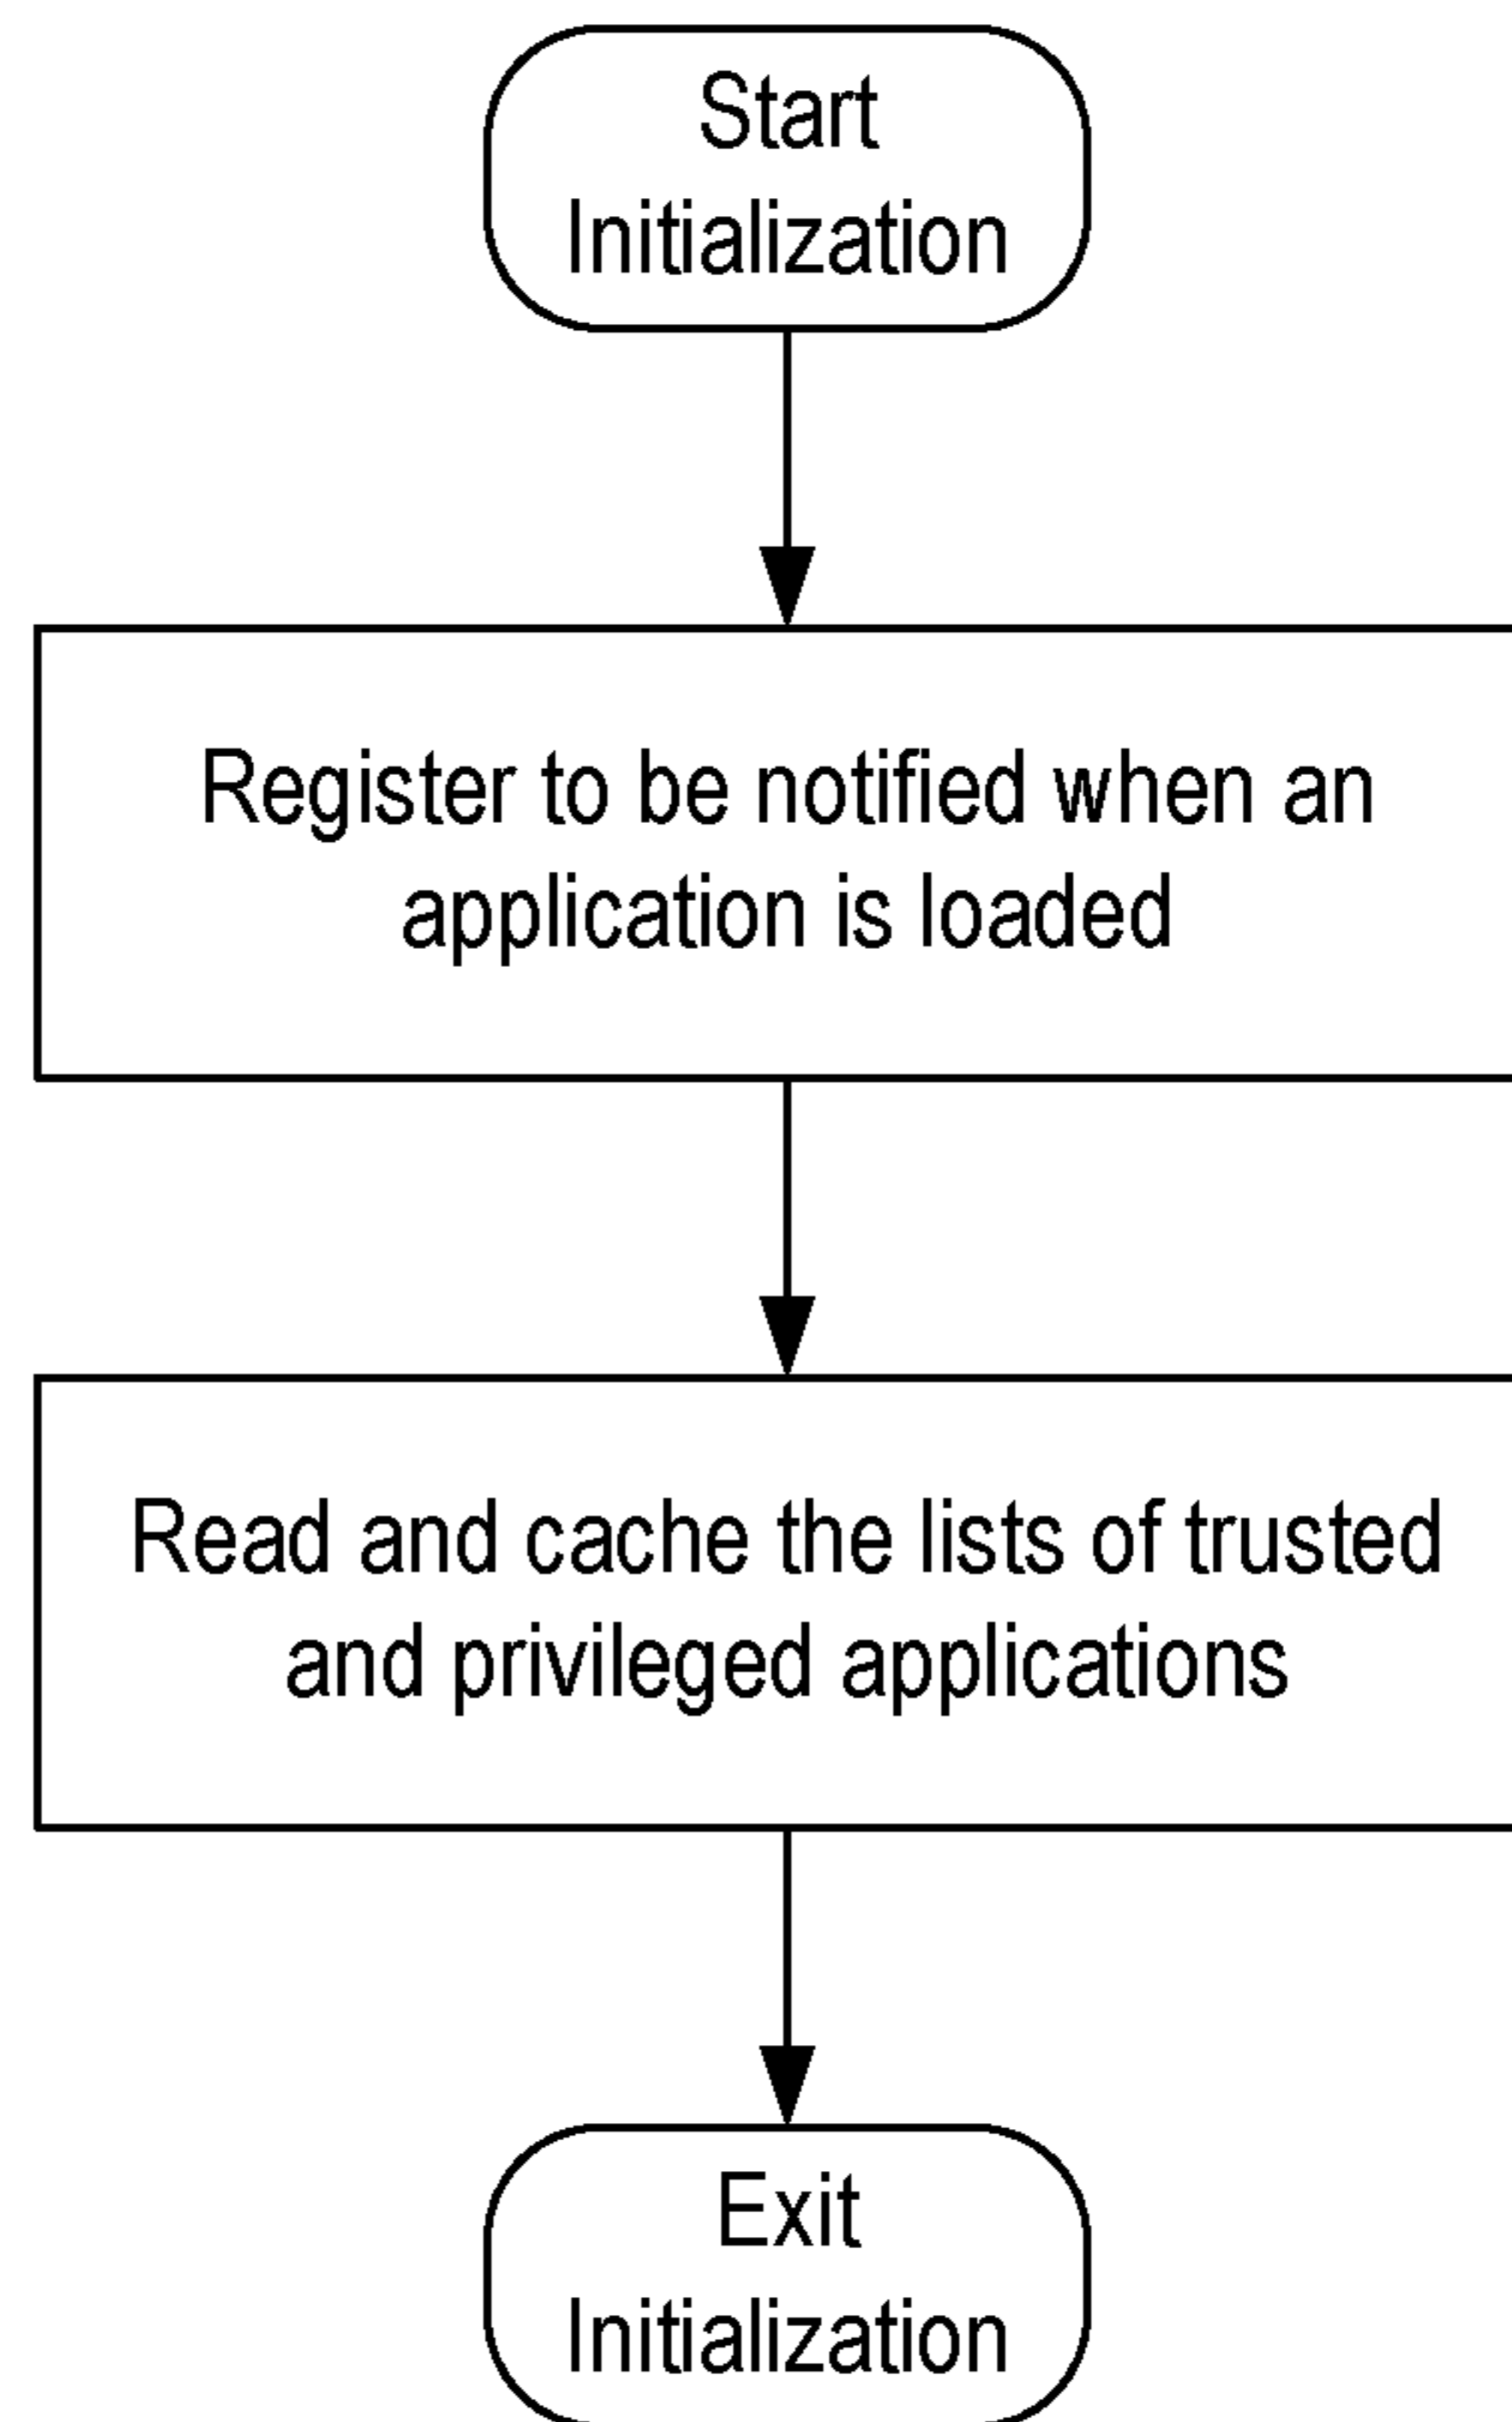 Start
Initialization
Register to be notified when an
application is loaded
Read and cache the lists of trusted
and privileged applications
Exit
Initialization